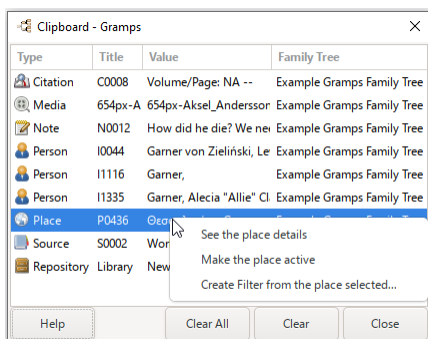 Clipboard - Gramps
Type Title Value Family Tree
Citation C0008 Volume/Page: NA -- Example Gramps Family Tree
Media 654px-A 654px-Aksel_Andersson Example Gramps Family Tree
Note N0012 How did he die? We nee Example Gramps Family Tree
Person I0044 Garner von Zieliński, Le Example Gramps Family Tree
Person I1116 Garner, Example Gramps Family Tree
Person I1335 Garner, Alecia "Allie" Cl Example Gramps Family Tree
Place P0436
Source S0002 Wor
Repository Library New
See the place details
Make the place active
Create Filter from the place selected...
Help Clear All Clear Close